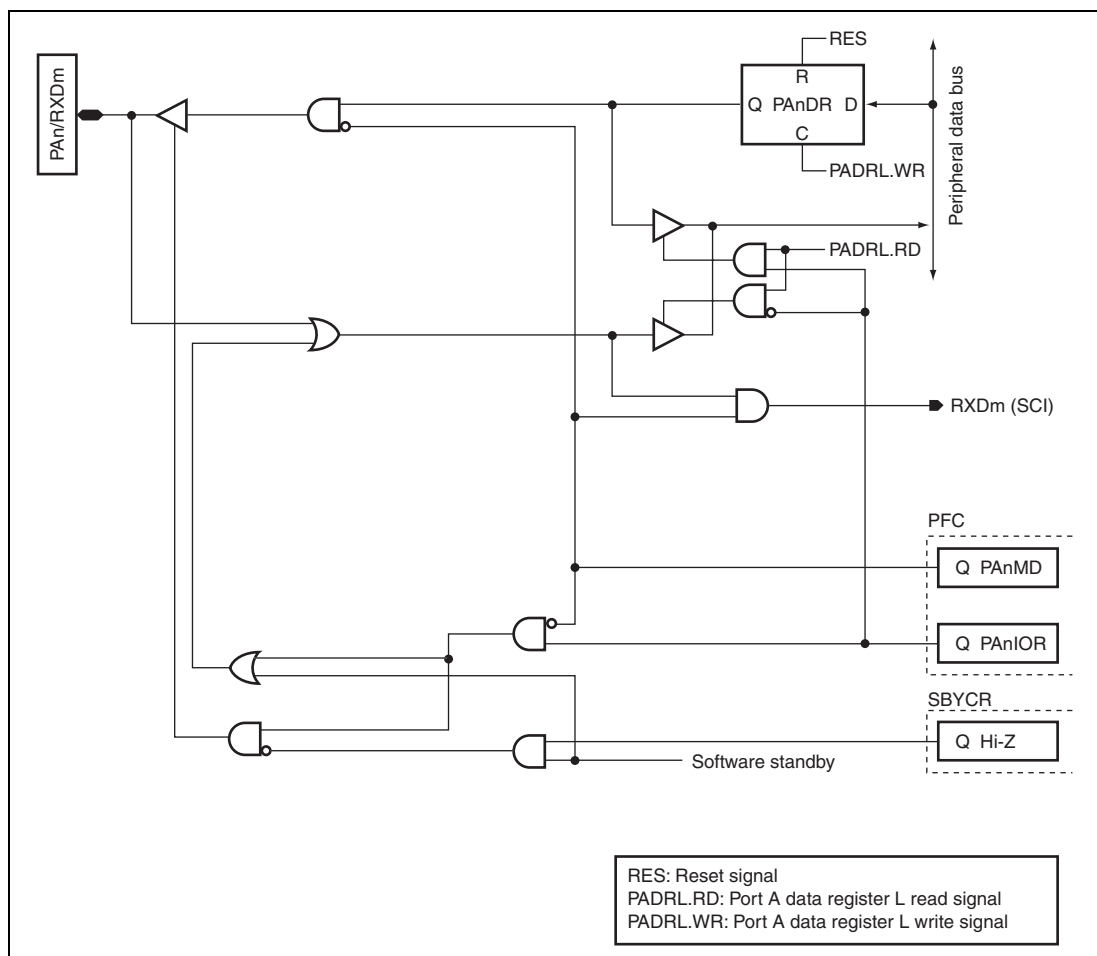 PAn/RXDm
RES
R
Q PAnDR D
C
PADRL.WR
Peripheral data bus
PADRL.RD
RXDm (SCI)
PFC
Q PAnMD
Q PAnIOR
SBYCR
Q Hi-Z
Software standby
RES: Reset signal
PADRL.RD: Port A data register L read signal
PADRL.WR: Port A data register L write signal